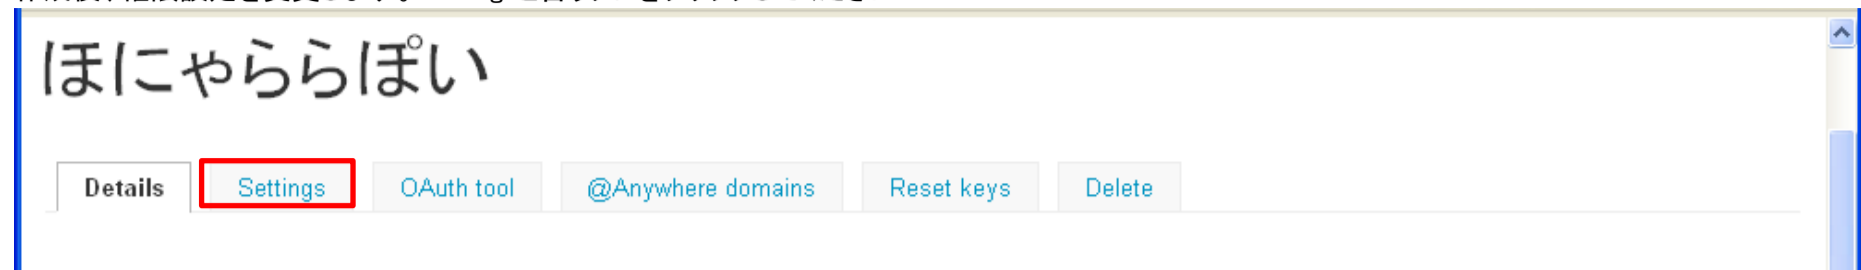 ほにゃららぽい
Details Settings OAuth tool @Anywhere domains Reset keys Delete